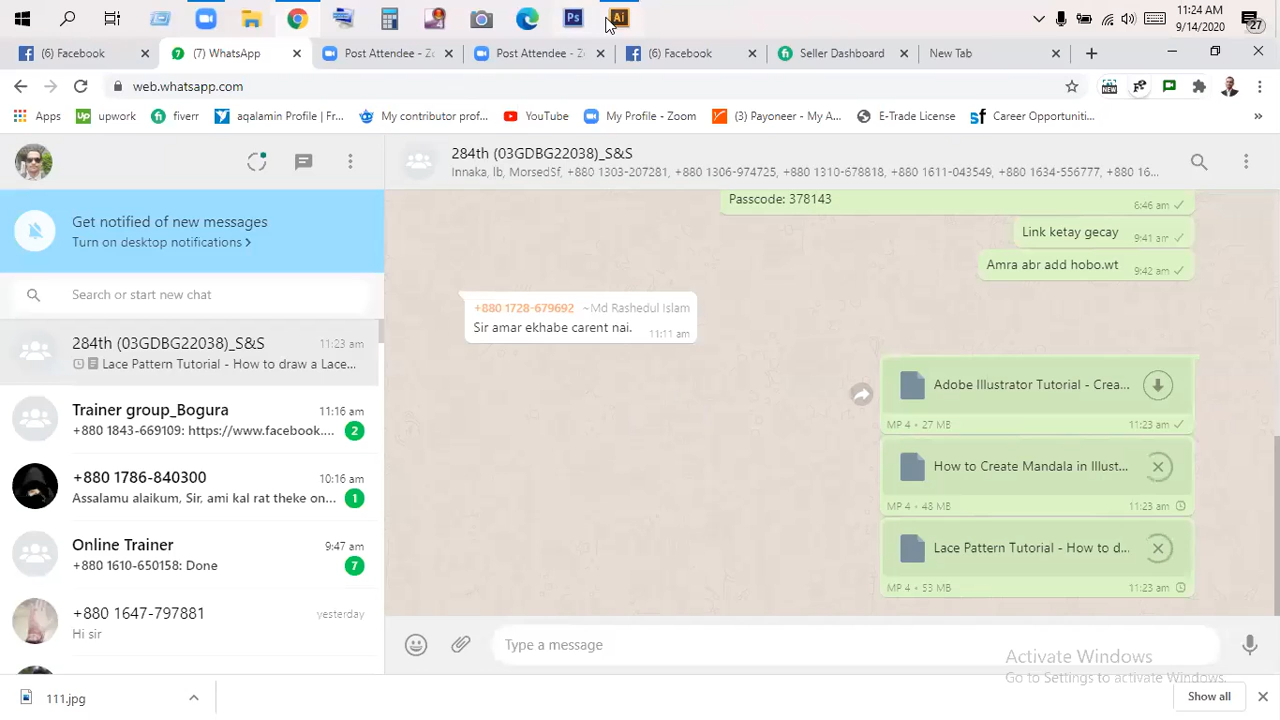 Ps
Ai
11:24 AM
9/14/2020
27
(6) Facebook
(7) WhatsApp
Post Attendee - Zo
Post Attendee - Zo
(6) Facebook
Seller Dashboard
New Tab
web.whatsapp.com
NEW
Apps
Up upwork
fi fiverr
aqalamin Profile | Fr...
My contributor prof...
YouTube
My Profile - Zoom
(3) Payoneer - My A...
E-Trade License
sf Career Opportuniti...
Get notified of new messages
Turn on desktop notifications >
Search or start new chat
284th (03GDBG22038)_S&S
11:23 am
Lace Pattern Tutorial - How to draw a Lace...
Trainer group_Bogura
11:16 am
+880 1843-669109: https://www.facebook....
2
+880 1786-840300
10:16 am
Assalamu alaikum, Sir, ami kal rat theke on...
1
Online Trainer
9:47 am
+880 1610-650158: Done
7
+880 1647-797881
yesterday
Hi sir
284th (03GDBG22038)_S&S
Innaka, lb, MorsedSf, +880 1303-207281, +880 1306-974725, +880 1310-678818, +880 1611-043549, +880 1634-556777, +880 16...
Passcode: 378143
6:46 am
Link ketay gecay
9:41 am
Amra abr add hobo.wt
9:42 am
+880 1728-679692 ~Md Rashedul Islam
Sir amar ekhabe carent nai.
11:11 am
Adobe Illustrator Tutorial - Crea...
MP 4 • 27 MB
11:23 am
How to Create Mandala in Illust...
MP 4 • 48 MB
11:23 am
Lace Pattern Tutorial - How to d...
MP 4 • 53 MB
11:23 am
Type a message
Activate Windows
Go to Settings to activate Windows.
111.jpg
Show all